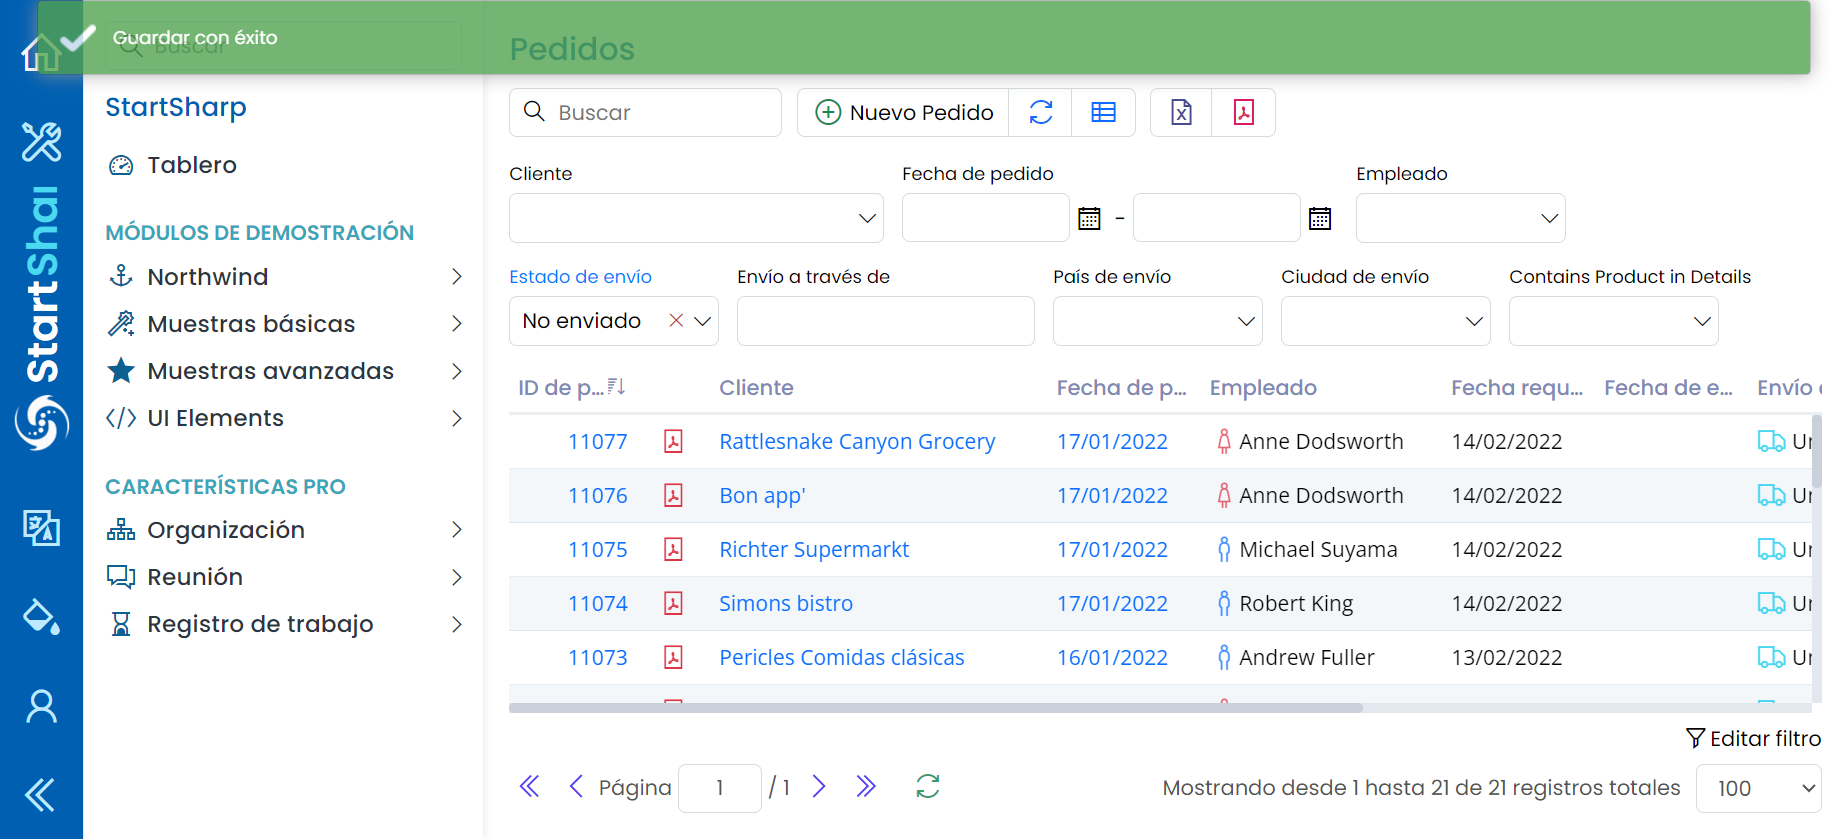 Guardar con éxito
Buscar
Pedidos
StartSharp
Tablero
MÓDULOS DE DEMOSTRACIÓN
Northwind
Muestras básicas
Muestras avanzadas
UI Elements
CARACTERÍSTICAS PRO
Organización
Reunión
Registro de trabajo
Buscar
Nuevo Pedido
Cliente
Fecha de pedido
Empleado
-
Estado de envío
Envío a través de
País de envío
Ciudad de envío
Contains Product in Details
No enviado
ID de p... Cliente Fecha de p... Empleado Fecha requ... Fecha de e... Envío
11077 Rattlesnake Canyon Grocery 17/01/2022 Anne Dodsworth 14/02/2022
11076 Bon app' 17/01/2022 Anne Dodsworth 14/02/2022
11075 Richter Supermarkt 17/01/2022 Michael Suyama 14/02/2022
11074 Simons bistro 17/01/2022 Robert King 14/02/2022
11073 Pericles Comidas clásicas 16/01/2022 Andrew Fuller 13/02/2022
Editar filtro
Página 1 / 1
Mostrando desde 1 hasta 21 de 21 registros totales 100